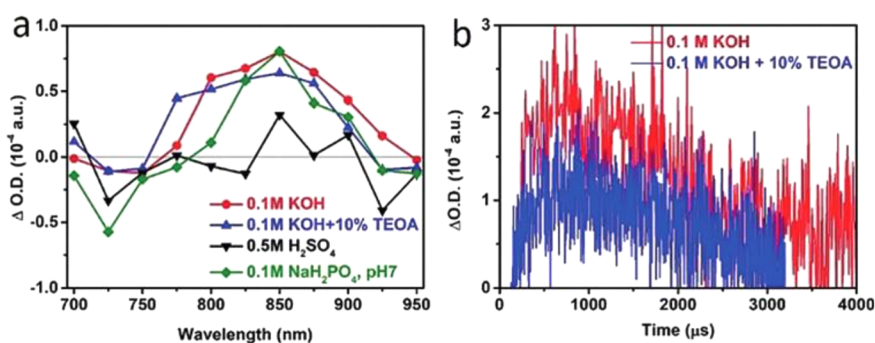 a
Δ O.D. (10⁻⁴ a.u.)
1.0
0.5
0.0
-0.5
-1.0
0.1M KOH
0.1M KOH+10% TEOA
0.5M H₂SO₄
0.1M NaH₂PO₄, pH7
700 750 800 850 900 950
Wavelength (nm)
b
ΔO.D. (10⁻⁴ a.u.)
3
2
1
0
0.1 M KOH
0.1 M KOH + 10% TEOA
0 1000 2000 3000 4000
Time (μs)